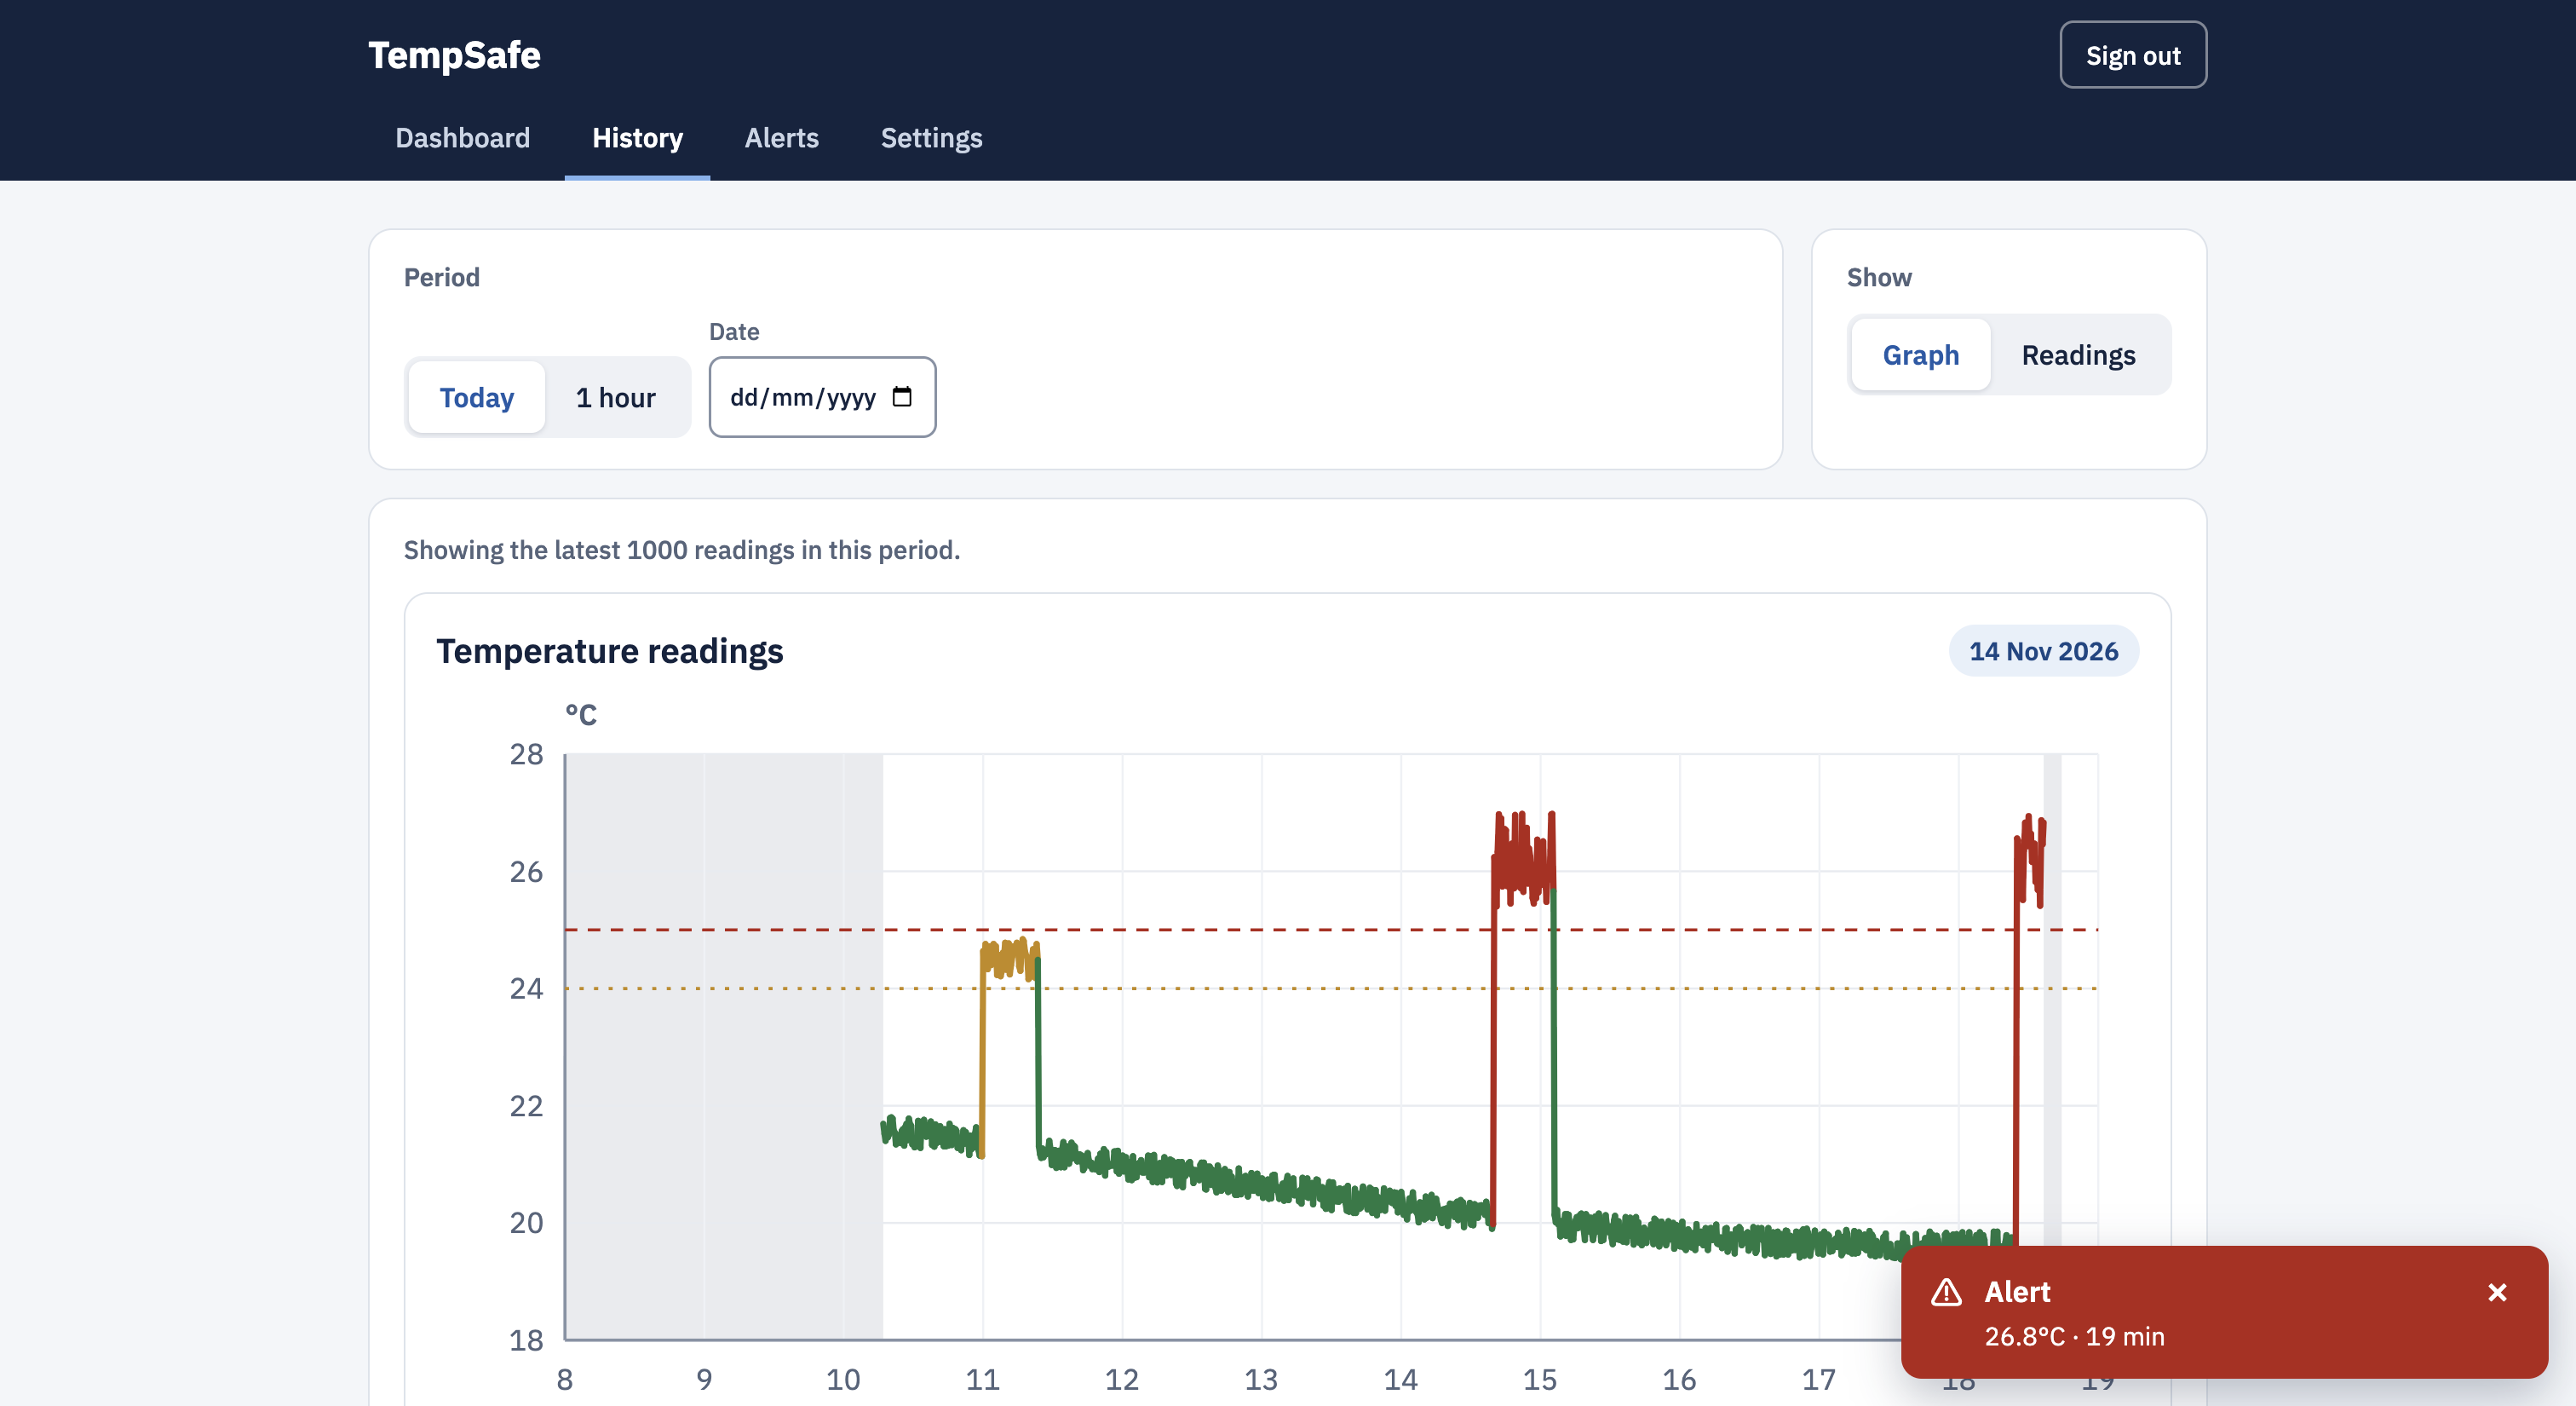 TempSafe
Sign out
Dashboard History Alerts Settings
Period
Show
Date
Today 1 hour dd/mm/yyyy
Graph Readings
Showing the latest 1000 readings in this period.
Temperature readings
14 Nov 2026
°C
28
26
24
22
20
18
8 9 10 11 12 13 14 15 16 17 18 19
Alert
26.8°C · 19 min